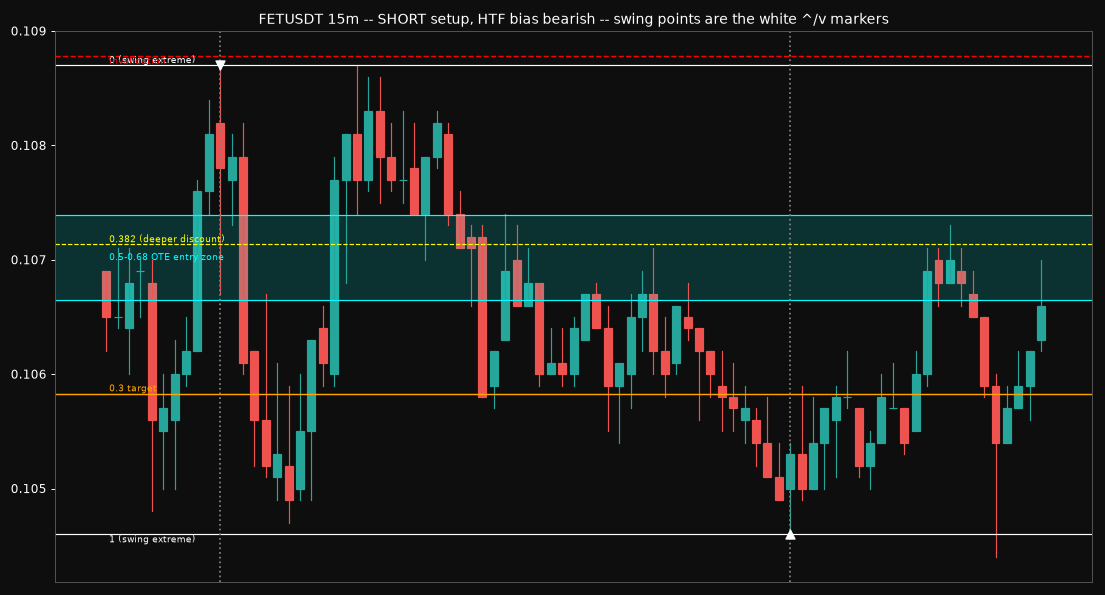 FETUSDT 15m -- SHORT setup, HTF bias bearish -- swing points are the white ^/v markers
0.109
0 (swing extreme)
0.108
0.382 (deeper discount)
0.5-0.68 OTE entry zone
0.107
0.106
0.3 target
0.105
1 (swing extreme)